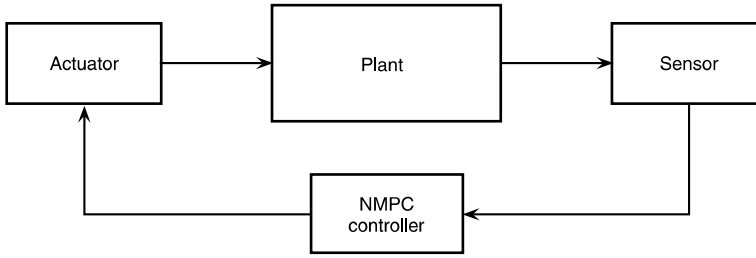 Actuator
Plant
Sensor
NMPC
controller